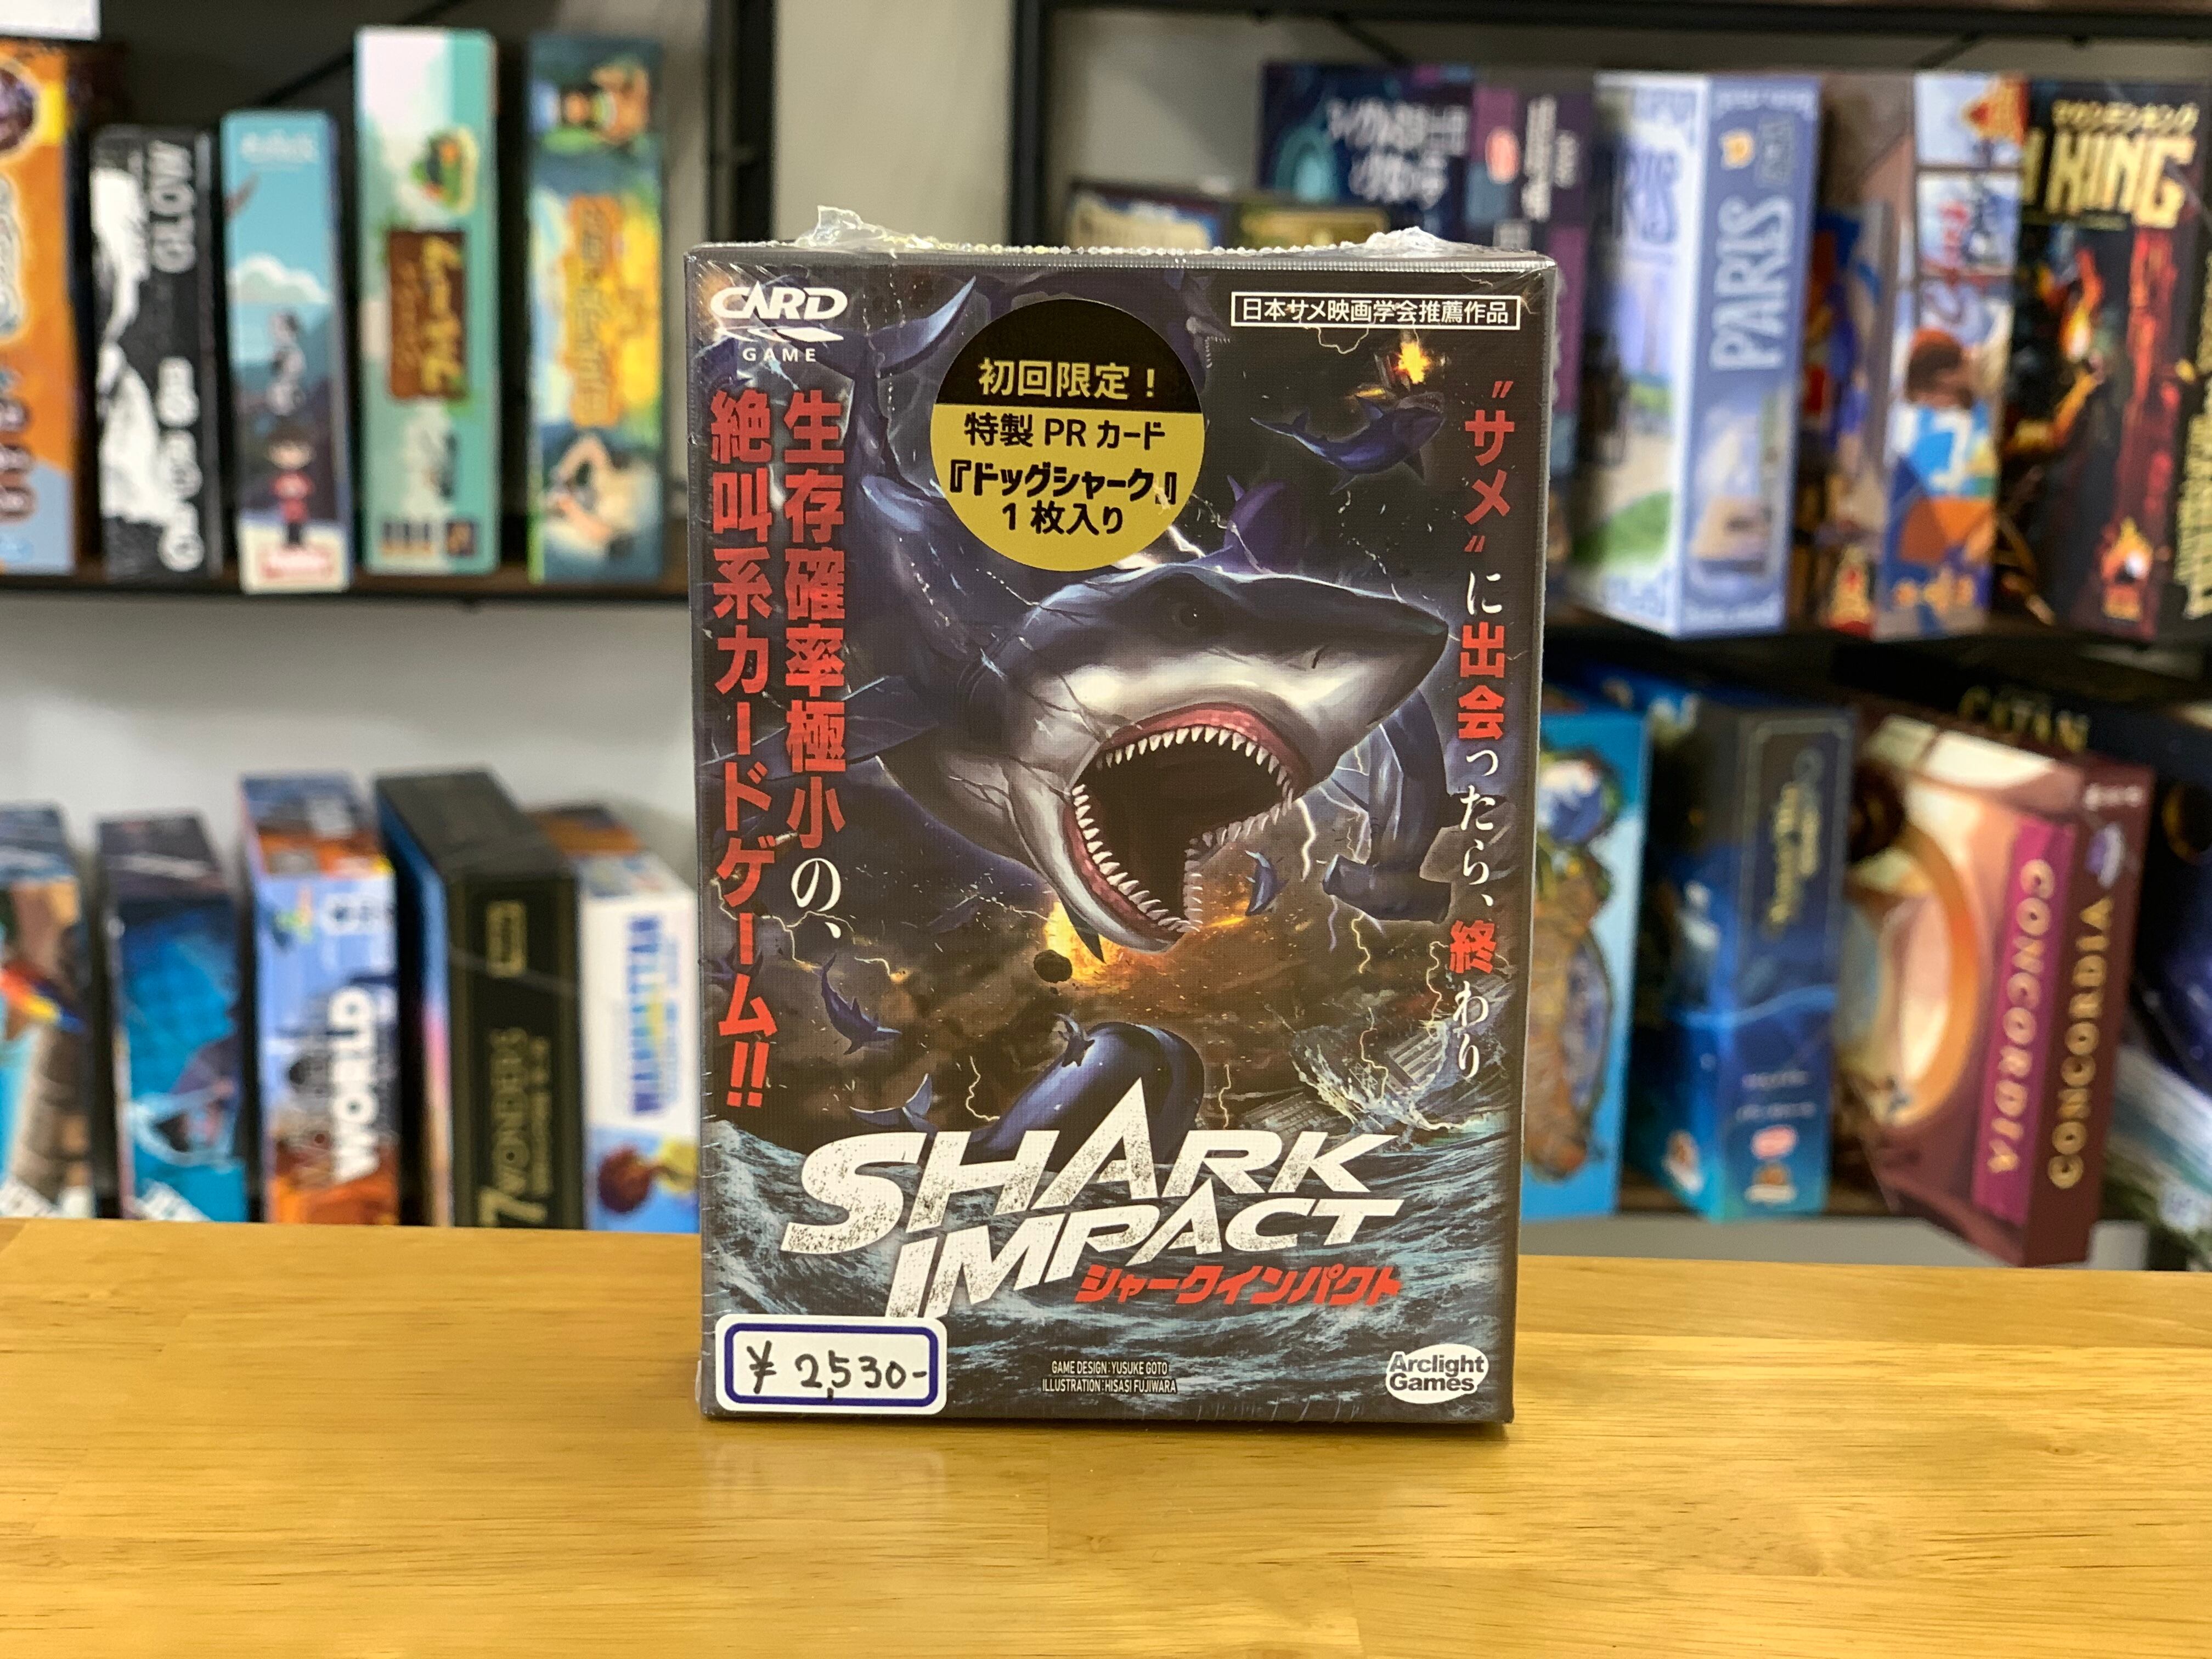 CARD
GAME
日本サメ映画学会推薦作品
初回限定！
特製 PR カード
『ドッグシャーク』
1 枚入り
生存確率極小の、
絶叫系カードゲーム!!
〝サメ〟に出会ったら、終わり
SHARK
IMPACT
シャークインパクト
¥ 2,530-
GAME DESIGN:YUSUKE GOTO
ILLUSTRATION:HISASI FUJIWARA
Arclight
Games
GLOW
PARIS
KING
WORLD
7 WONDERS
CATAN
CONCORDIA
CONCORDIA